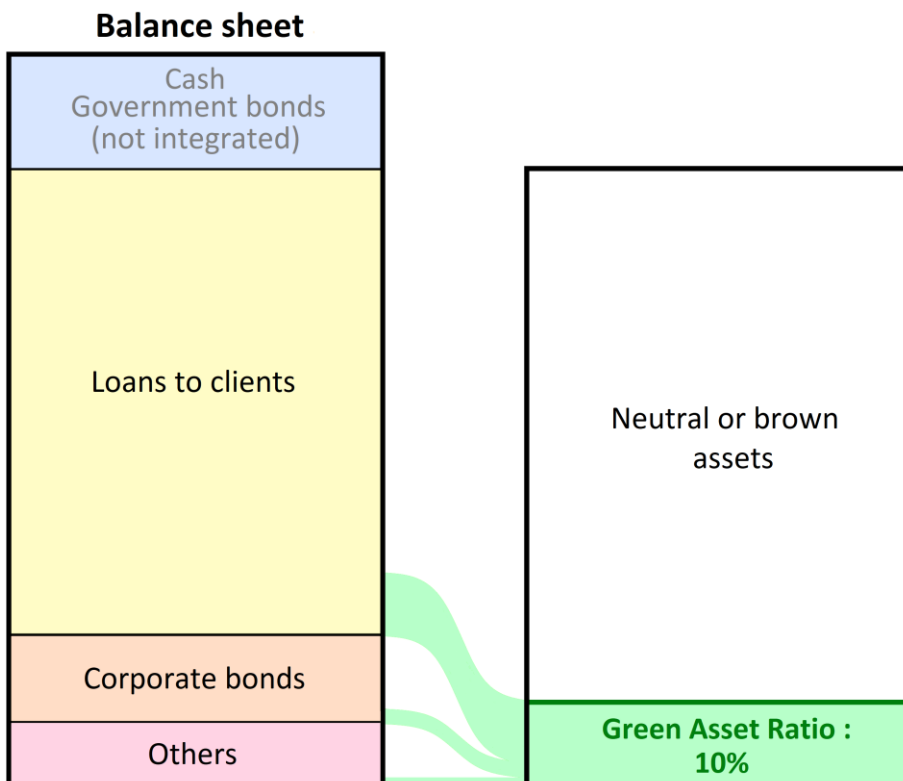 Balance sheet
Cash
Government bonds
(not integrated)
Loans to clients
Neutral or brown
assets
Corporate bonds
Others
Green Asset Ratio :
10%